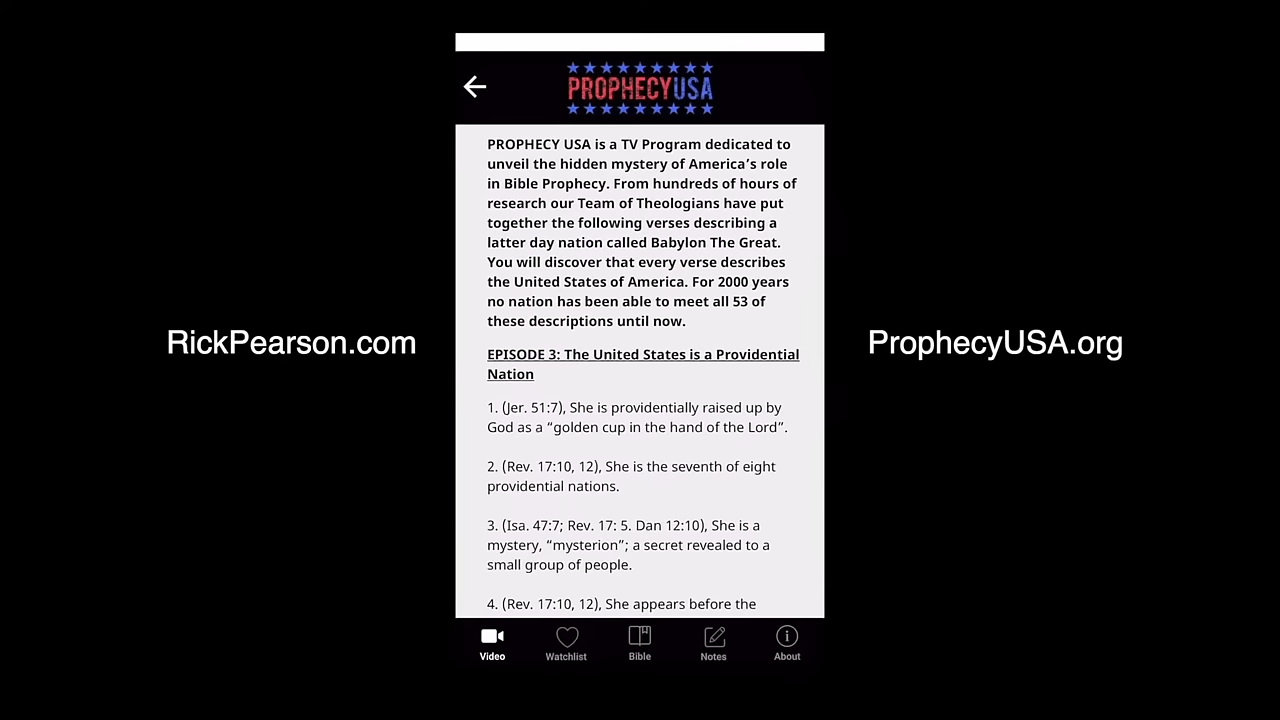 PROPHECYUSA
PROPHECY USA is a TV Program dedicated to
unveil the hidden mystery of America’s role
in Bible Prophecy. From hundreds of hours of
research our Team of Theologians have put
together the following verses describing a
latter day nation called Babylon The Great.
You will discover that every verse describes
the United States of America. For 2000 years
no nation has been able to meet all 53 of
these descriptions until now.
RickPearson.com
ProphecyUSA.org
EPISODE 3: The United States is a Providential
Nation
1. (Jer. 51:7), She is providentially raised up by
God as a “golden cup in the hand of the Lord”.
2. (Rev. 17:10, 12), She is the seventh of eight
providential nations.
3. (Isa. 47:7; Rev. 17: 5. Dan 12:10), She is a
mystery, “mysterion”; a secret revealed to a
small group of people.
4. (Rev. 17:10, 12), She appears before the
Video Watchlist Bible Notes About